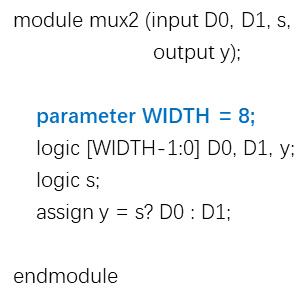 module mux2 (input D0, D1, s,
output y);
parameter WIDTH = 8;
logic [WIDTH-1:0] D0, D1, y;
logic s;
assign y = s? D0 : D1;
endmodule